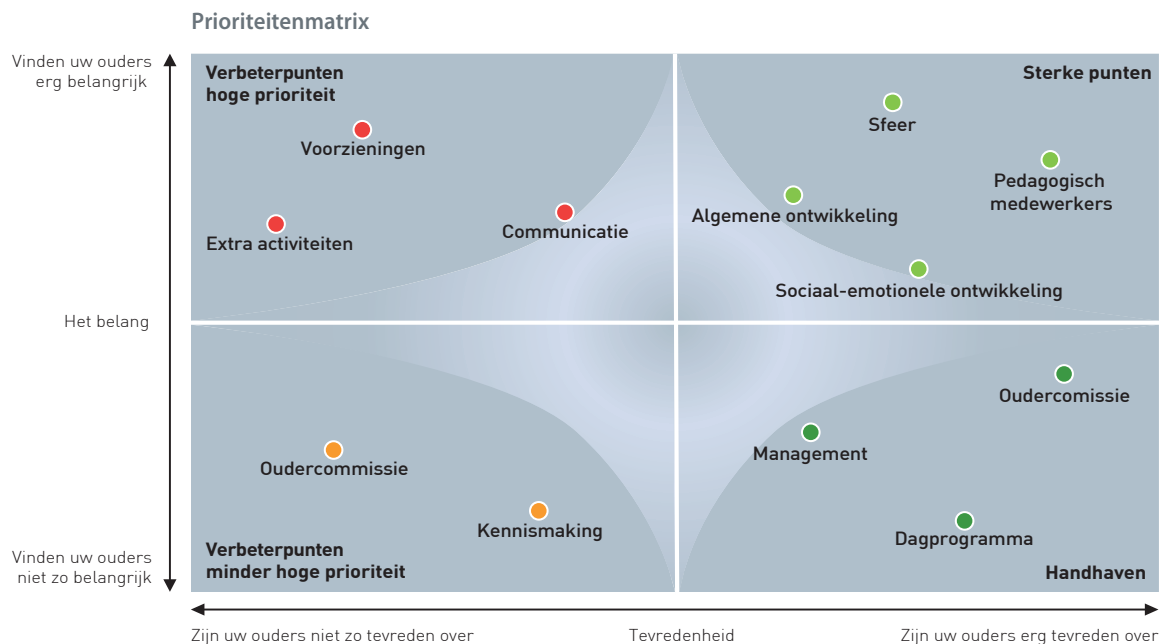 Prioriteitenmatrix
Vinden uw ouders
erg belangrijk
Verbeterpunten
hoge prioriteit
Sterke punten
Sfeer
Voorzieningen
Pedagogisch
medewerkers
Algemene ontwikkeling
Communicatie
Extra activiteiten
Sociaal-emotionele ontwikkeling
Het belang
Oudercomissie
Management
Oudercommissie
Kennismaking
Dagprogramma
Verbeterpunten
minder hoge prioriteit
Handhaven
Vinden uw ouders
niet zo belangrijk
Zijn uw ouders niet zo tevreden over
Tevredenheid
Zijn uw ouders erg tevreden over